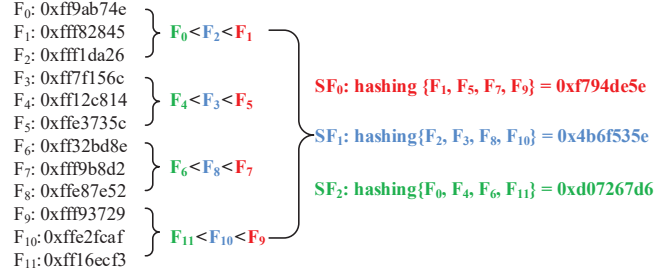 F₀: 0xff9ab74e
F₁: 0xfff82845
F₂: 0xfff1da26
F₃: 0xff7f156c
F₄: 0xff12c814
F₅: 0xffe3735c
F₆: 0xff32bd8e
F₇: 0xfff9b8d2
F₈: 0xffe87e52
F₉: 0xfff93729
F₁₀: 0xffe2fcaf
F₁₁: 0xff16ecf3
F₀<F₂<F₁
F₄<F₃<F₅
F₆<F₈<F₇
F₁₁<F₁₀<F₉
SF₀: hashing {F₁, F₅, F₇, F₉} = 0xf794de5e
SF₁: hashing{F₂, F₃, F₈, F₁₀} = 0x4b6f535e
SF₂: hashing{F₀, F₄, F₆, F₁₁} = 0xd07267d6